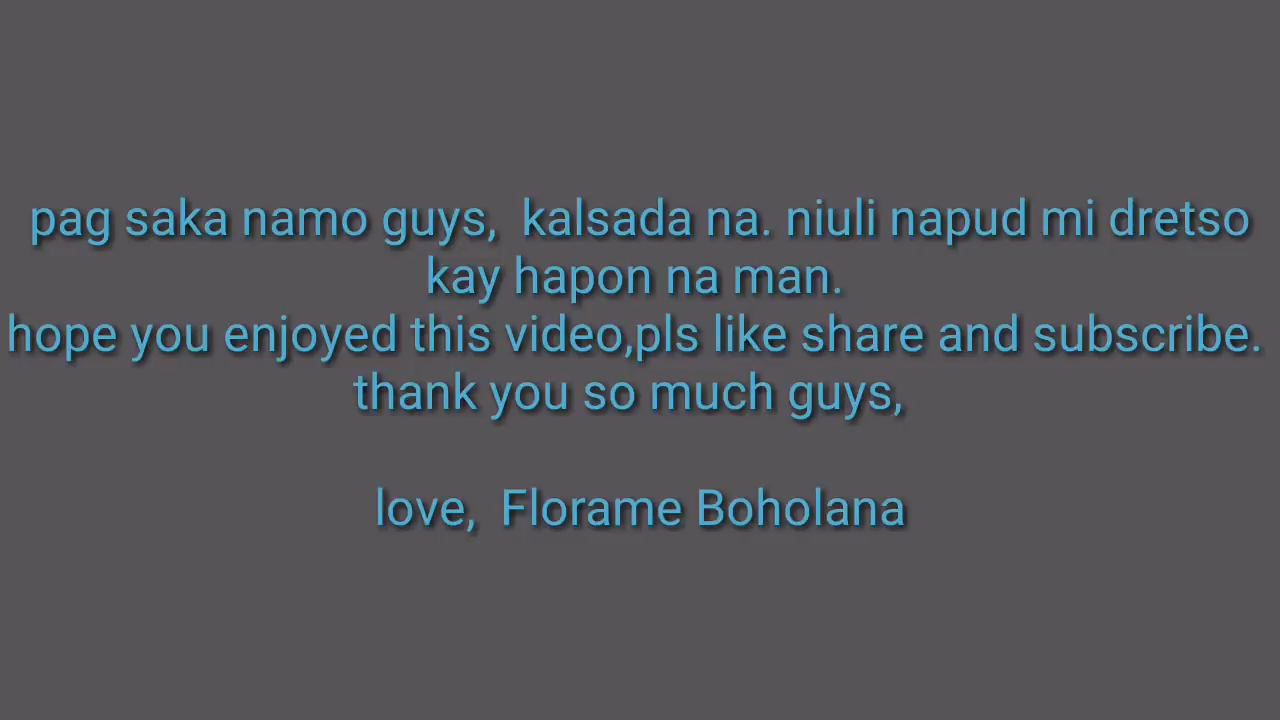 pag saka namo guys,  kalsada na. niuli napud mi dretso
kay hapon na man.
hope you enjoyed this video,pls like share and subscribe.
thank you so much guys,
love,  Florame Boholana